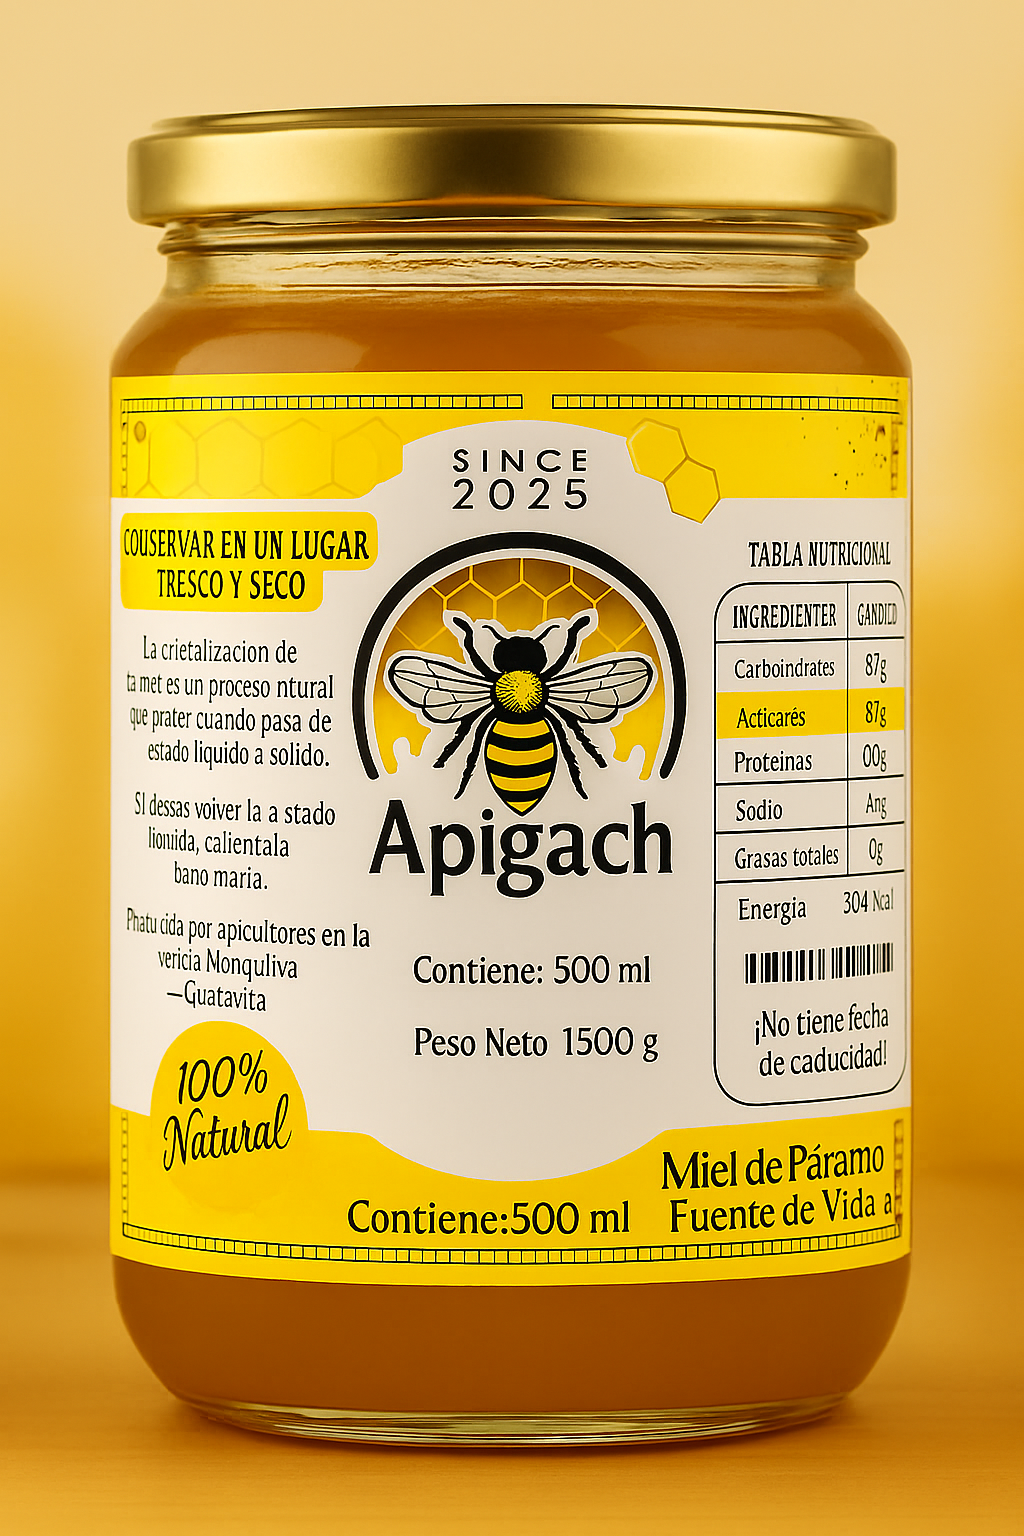 SINCE
2025
COUSERVAR EN UN LUGAR
TRESCO Y SECO
La crietalizacion de
ta met es un proceso ntural
que prater cuando pasa de
estado liquido a solido.
SI dessas voiver la a stado
calientala
bano maria.
Phatu cida por apicultores en la
vericia Nonquliva
—Guatavita
100%
Natural
Apigach
Contiene: 500 ml
Peso Neto 1500 g
TABLA NUTRICIONAL
INGREDIENTER
Carboindrates 87g
Acticarés 87g
Proteinas 00g
Sodio Ang
Grasas totales 0g
Energia 304 Ncal
¡No tiene fecha
de caducidad!
Miel de Páramo
Fuente de Vida a
Contiene:500 ml